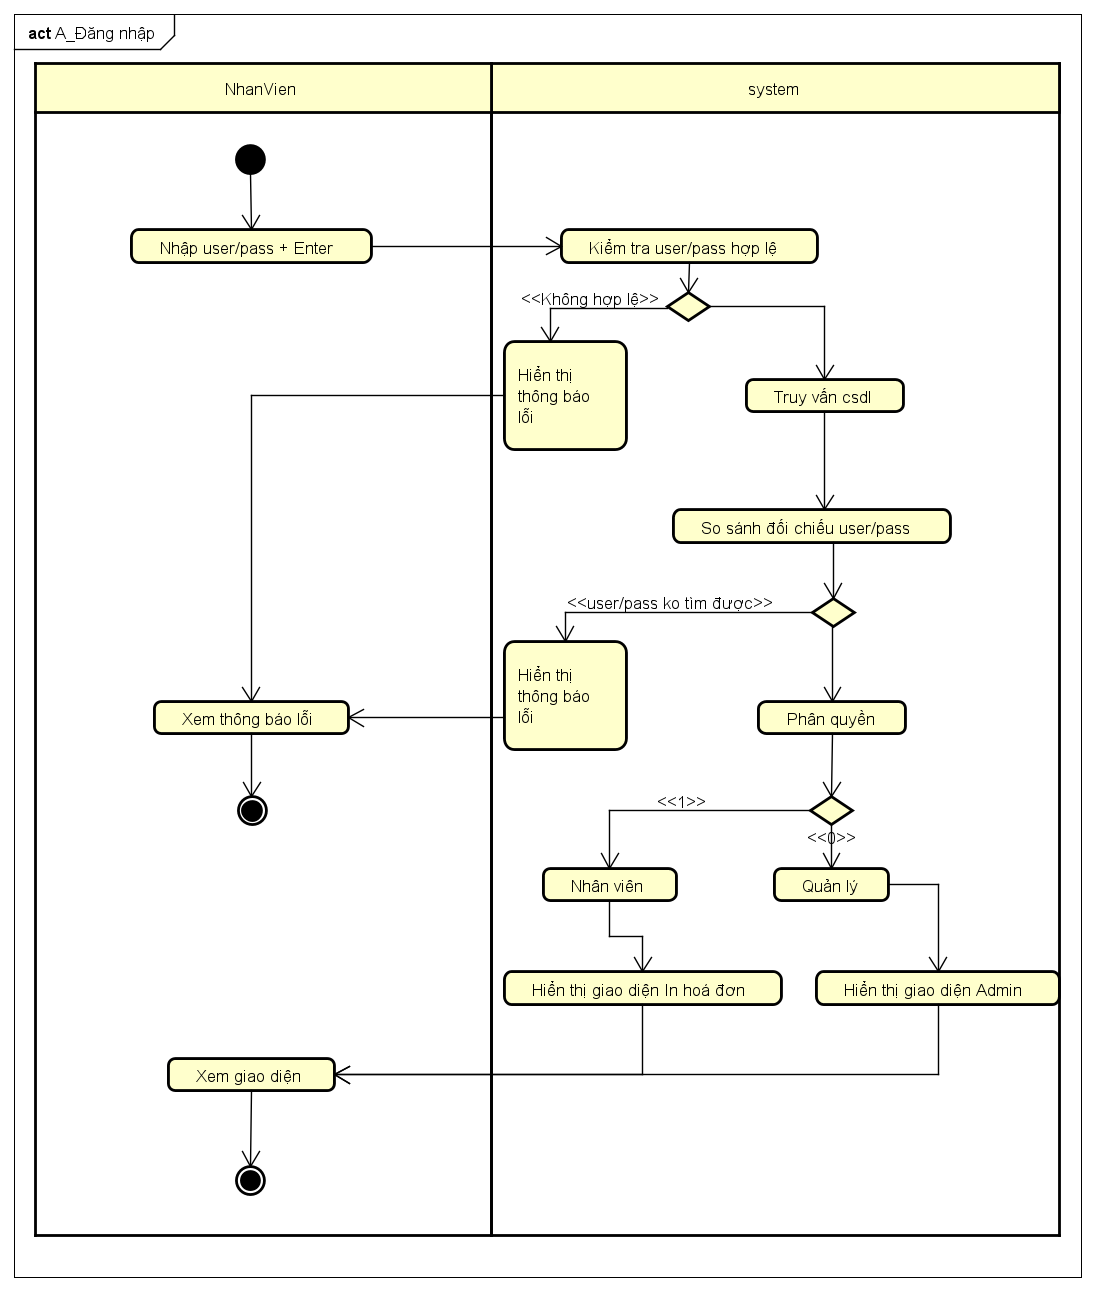 act A_Đăng nhập
NhanVien
system
Nhập user/pass + Enter
Kiểm tra user/pass hợp lệ
<<Không hợp lệ>>
Hiển thị
thông báo
lỗi
Truy vấn csdl
So sánh đối chiếu user/pass
<<user/pass ko tìm được>>
Hiển thị
thông báo
lỗi
Xem thông báo lỗi
Phân quyền
<<1>>
<<0>>
Nhân viên
Quản lý
Hiển thị giao diện In hoá đơn
Hiển thị giao diện Admin
Xem giao diện